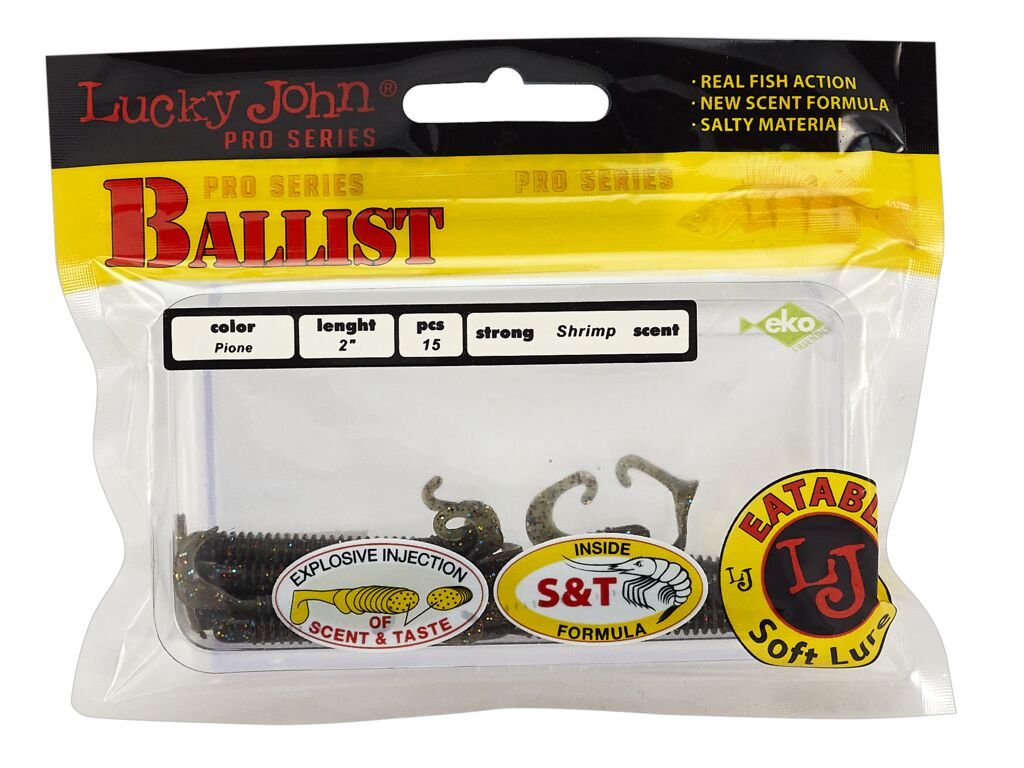 Lucky John®
PRO SERIES
· REAL FISH ACTION
· NEW SCENT FORMULA
· SALTY MATERIAL
PRO SERIES
PRO SERIES
BALLIST
color
Pione
lenght
2"
pcs
15
strong Shrimp scent
eko
FRIENDLY
EXPLOSIVE INJECTION
OF
SCENT & TASTE
INSIDE
S&T
FORMULA
EATABL
LJ
LJ
Soft Lure